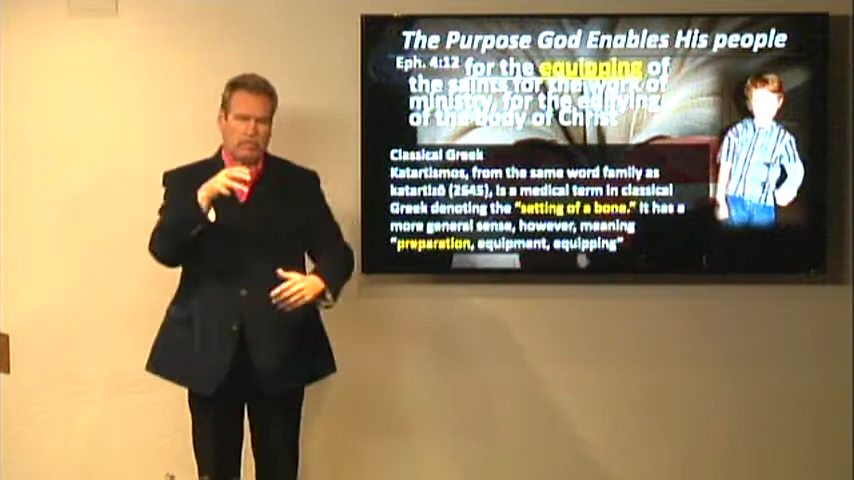 The Purpose God Enables His people
Eph. 4:12 for the equipping of
the saints for the work of
ministry, for the edifying
of the body of Christ
Classical Greek
Katartismos, from the same word family as
katartizō (2645), is a medical term in classical
Greek denoting the "setting of a bone." It has a
more general sense, however, meaning
"preparation, equipment, equipping"